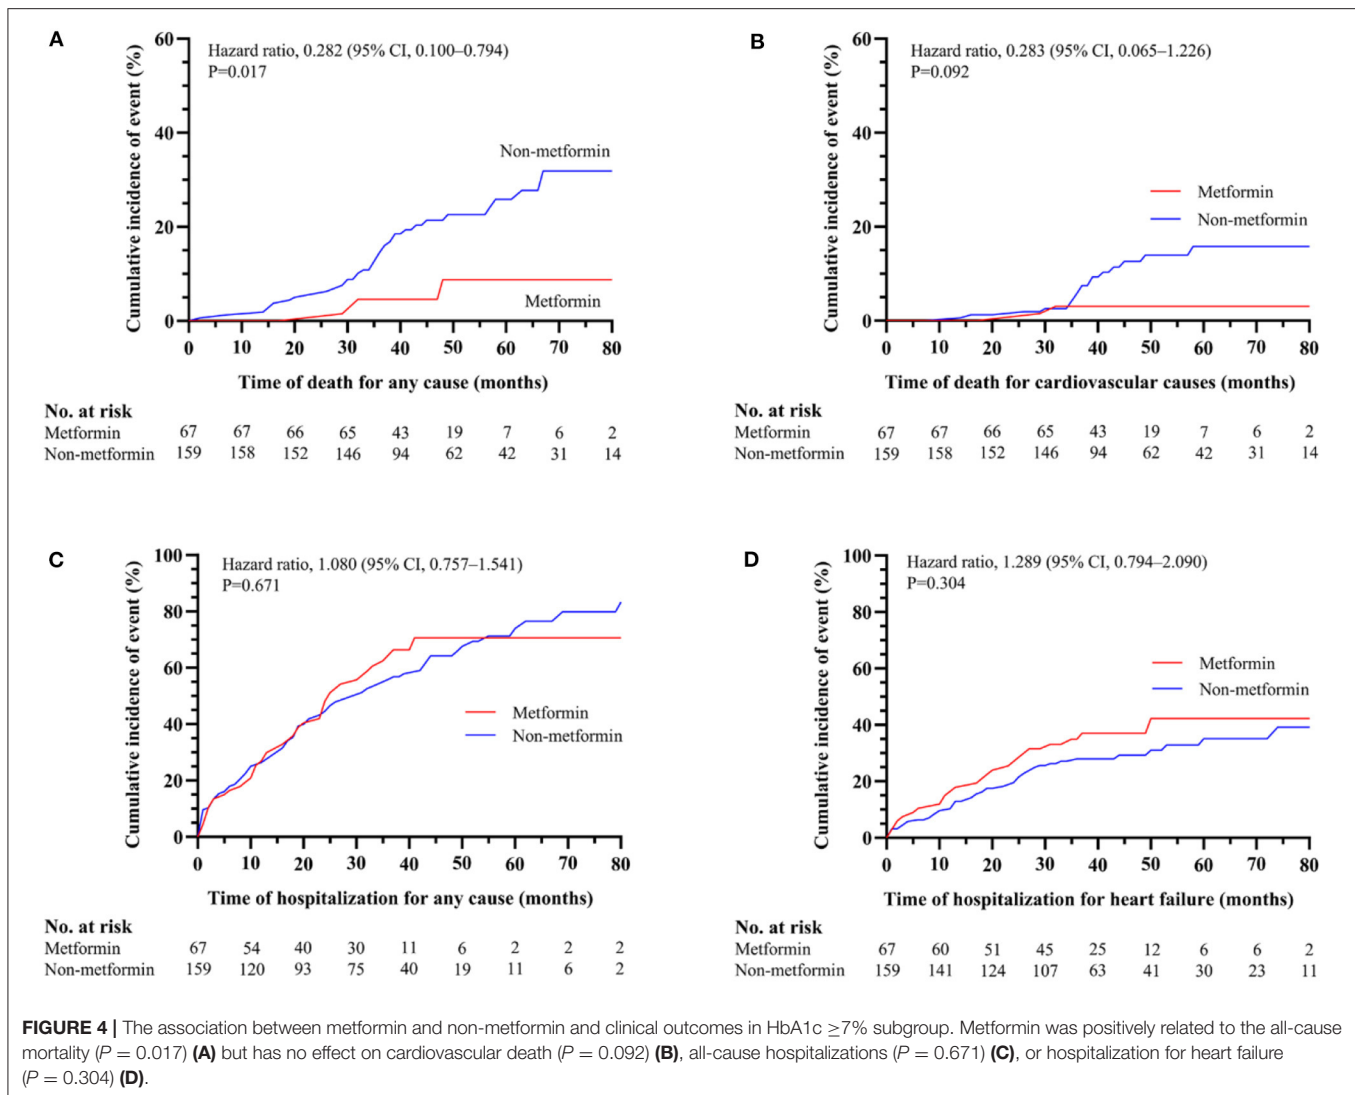 A
Hazard ratio, 0.282 (95% CI, 0.100–0.794)
P=0.017
Cumulative incidence of event (%)
60
40
20
0
Non-metformin
Metformin
0 10 20 30 40 50 60 70 80
Time of death for any cause (months)
No. at risk
Metformin 67 67 66 65 43 19 7 6 2
Non-metformin 159 158 152 146 94 62 42 31 14
B
Hazard ratio, 0.283 (95% CI, 0.065–1.226)
P=0.092
Cumulative incidence of event (%)
60
40
20
0
Metformin
Non-metformin
0 10 20 30 40 50 60 70 80
Time of death for cardiovascular causes (months)
No. at risk
Metformin 67 67 66 65 43 19 7 6 2
Non-metformin 159 158 152 146 94 62 42 31 14
C
Hazard ratio, 1.080 (95% CI, 0.757–1.541)
P=0.671
Cumulative incidence of event (%)
100
80
60
40
20
0
Metformin
Non-metformin
0 10 20 30 40 50 60 70 80
Time of hospitalization for any cause (months)
No. at risk
Metformin 67 54 40 30 11 6 2 2 2
Non-metformin 159 120 93 75 40 19 11 6 2
D
Hazard ratio, 1.289 (95% CI, 0.794–2.090)
P=0.304
Cumulative incidence of event (%)
100
80
60
40
20
0
Metformin
Non-metformin
0 10 20 30 40 50 60 70 80
Time of hospitalization for heart failure (months)
No. at risk
Metformin 67 60 51 45 25 12 6 6 2
Non-metformin 159 141 124 107 63 41 30 23 11
FIGURE 4 | The association between metformin and non-metformin and clinical outcomes in HbA1c ≥7% subgroup. Metformin was positively related to the all-cause
mortality (P = 0.017) (A) but has no effect on cardiovascular death (P = 0.092) (B), all-cause hospitalizations (P = 0.671) (C), or hospitalization for heart failure
(P = 0.304) (D).